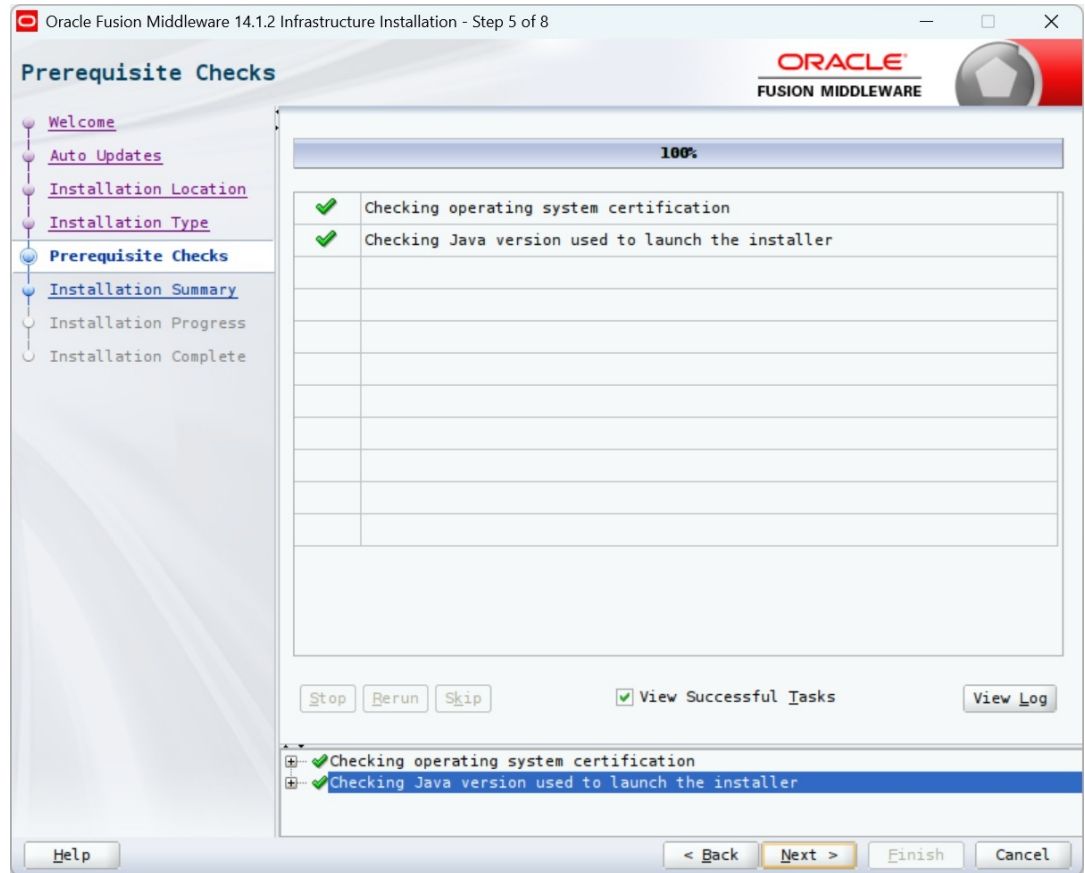 Oracle Fusion Middleware 14.1.2 Infrastructure Installation - Step 5 of 8
Prerequisite Checks
ORACLE
FUSION MIDDLEWARE
Welcome
Auto Updates
Installation Location
Installation Type
Prerequisite Checks
Installation Summary
Installation Progress
Installation Complete
100%
Checking operating system certification
Checking Java version used to launch the installer
Stop Rerun Skip View Successful Tasks View Log
Checking operating system certification
Checking Java version used to launch the installer
Help < Back Next > Finish Cancel